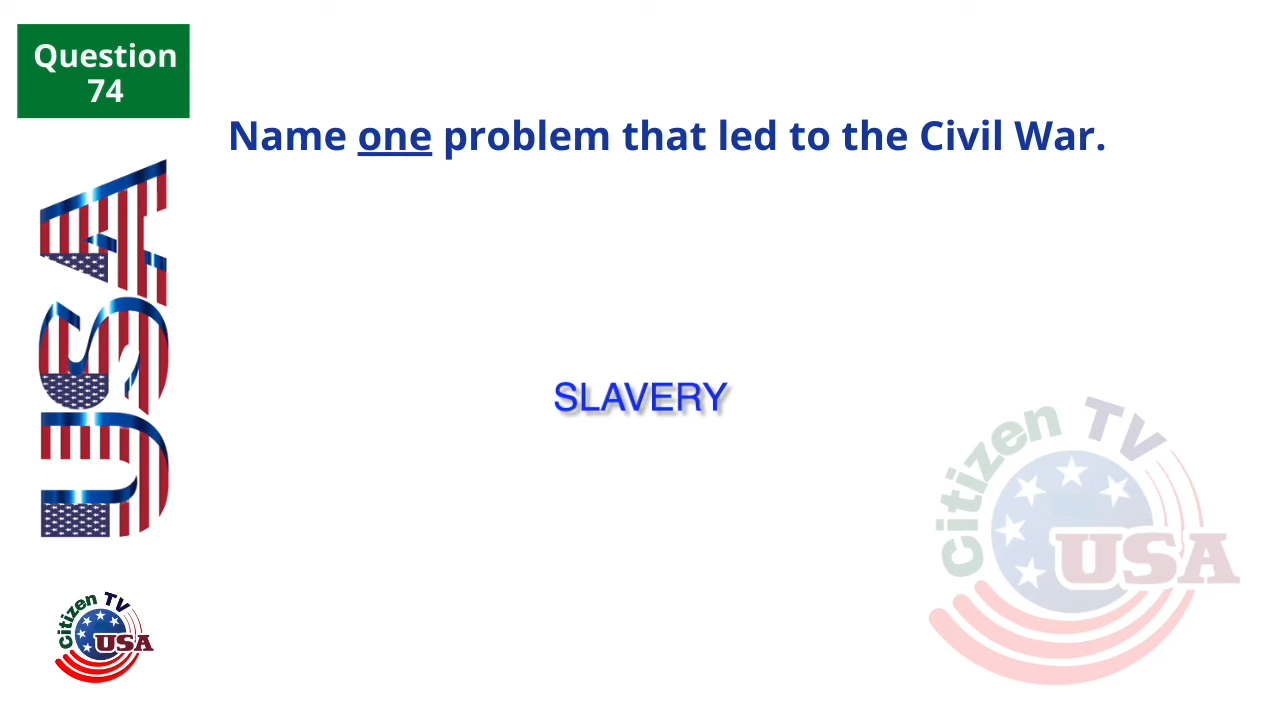 Question
74
Name one problem that led to the Civil War.
USA
SLAVERY
Citizen TV
USA
Citizen TV
USA